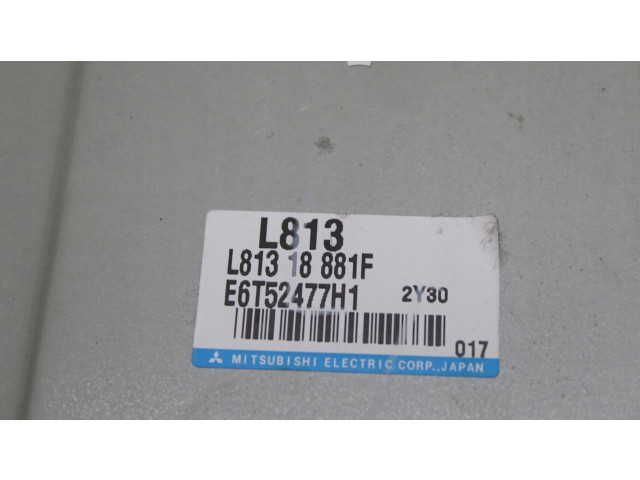 L813
L813 18 881F
E6T52477H1 2Y30
017
MITSUBISHI ELECTRIC CORP., JAPAN